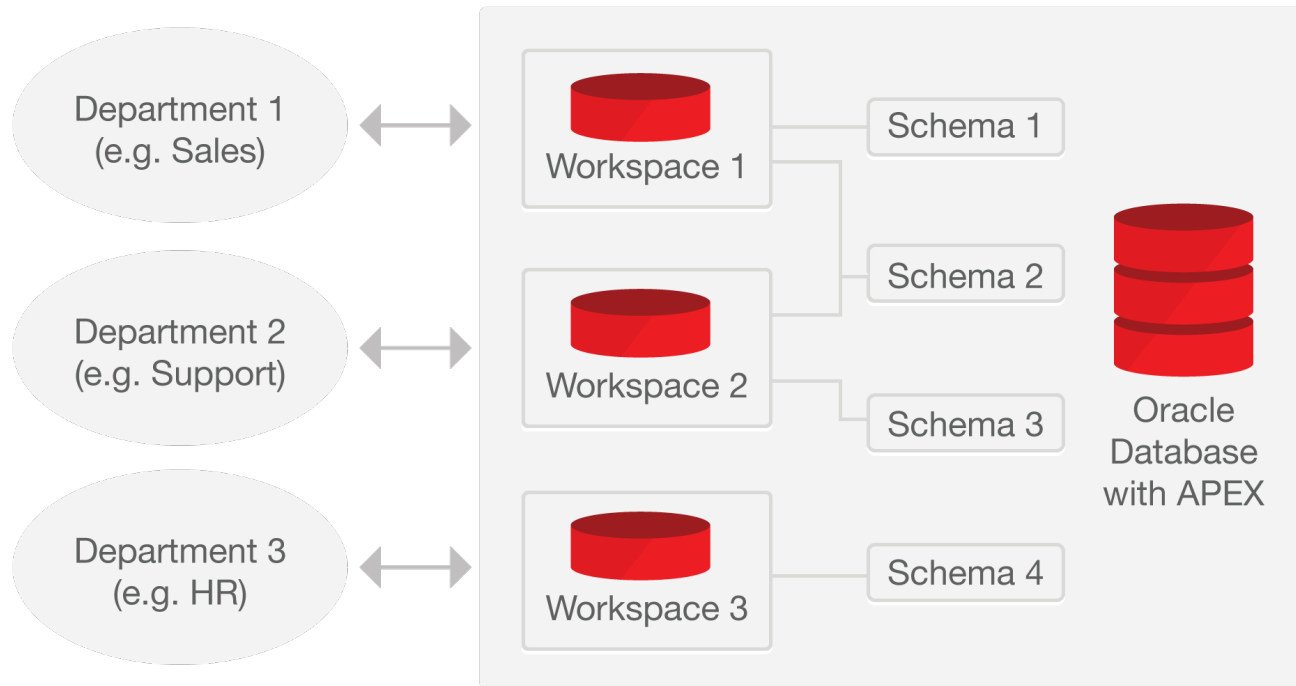 Department 1
(e.g. Sales)
Workspace 1
Schema 1
Department 2
(e.g. Support)
Workspace 2
Schema 2
Schema 3
Department 3
(e.g. HR)
Workspace 3
Schema 4
Oracle
Database
with APEX